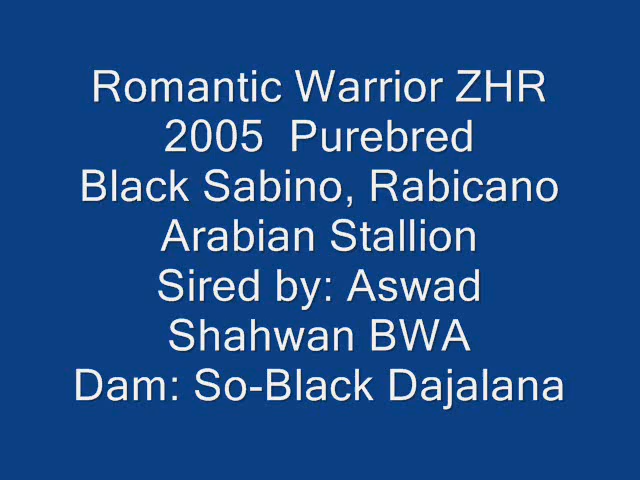 Romantic Warrior ZHR
2005  Purebred
Black Sabino, Rabicano
Arabian Stallion
Sired by: Aswad
Shahwan BWA
Dam: So-Black Dajalana